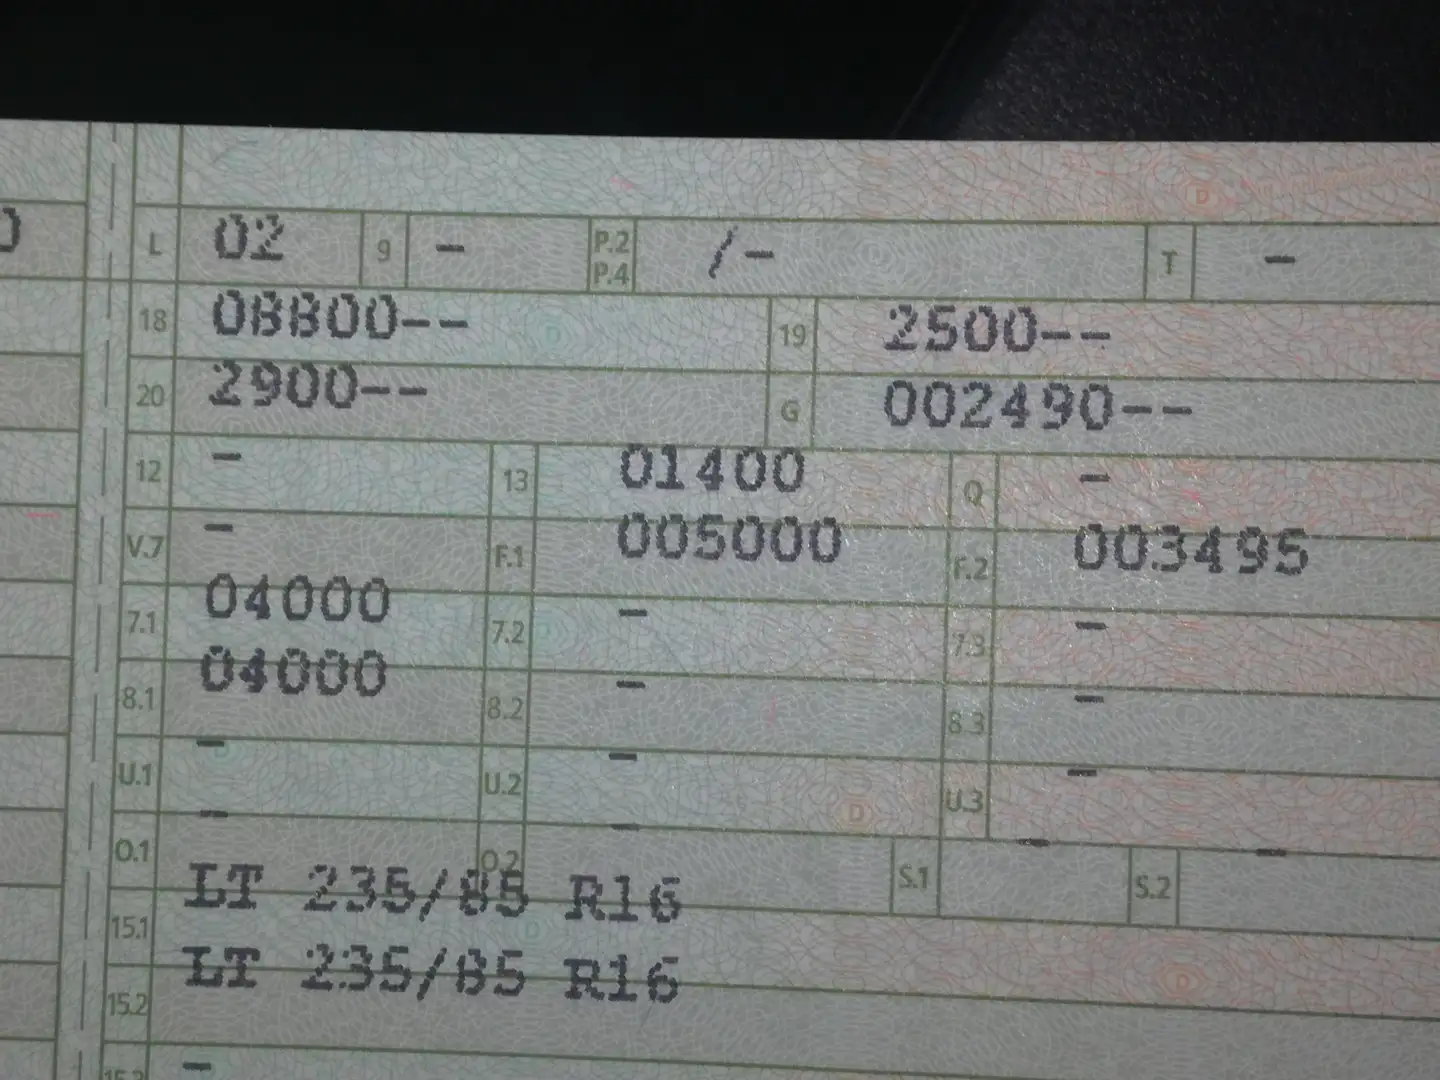 L 02 9 - P.2 P.4 /- T -
18 08800-- 19 2500--
20 2900-- G 002490--
12 - 13 01400 Q -
V.7 - F.1 005000 F.2 003495
7.1 04000 7.2 - 7.3 -
8.1 04000 8.2 - 8.3 -
U.1 - U.2 - U.3 -
O.1 - O.2 - S.1 - S.2 -
15.1 LT 235/85 R16
15.2 LT 235/85 R16
15.3 -